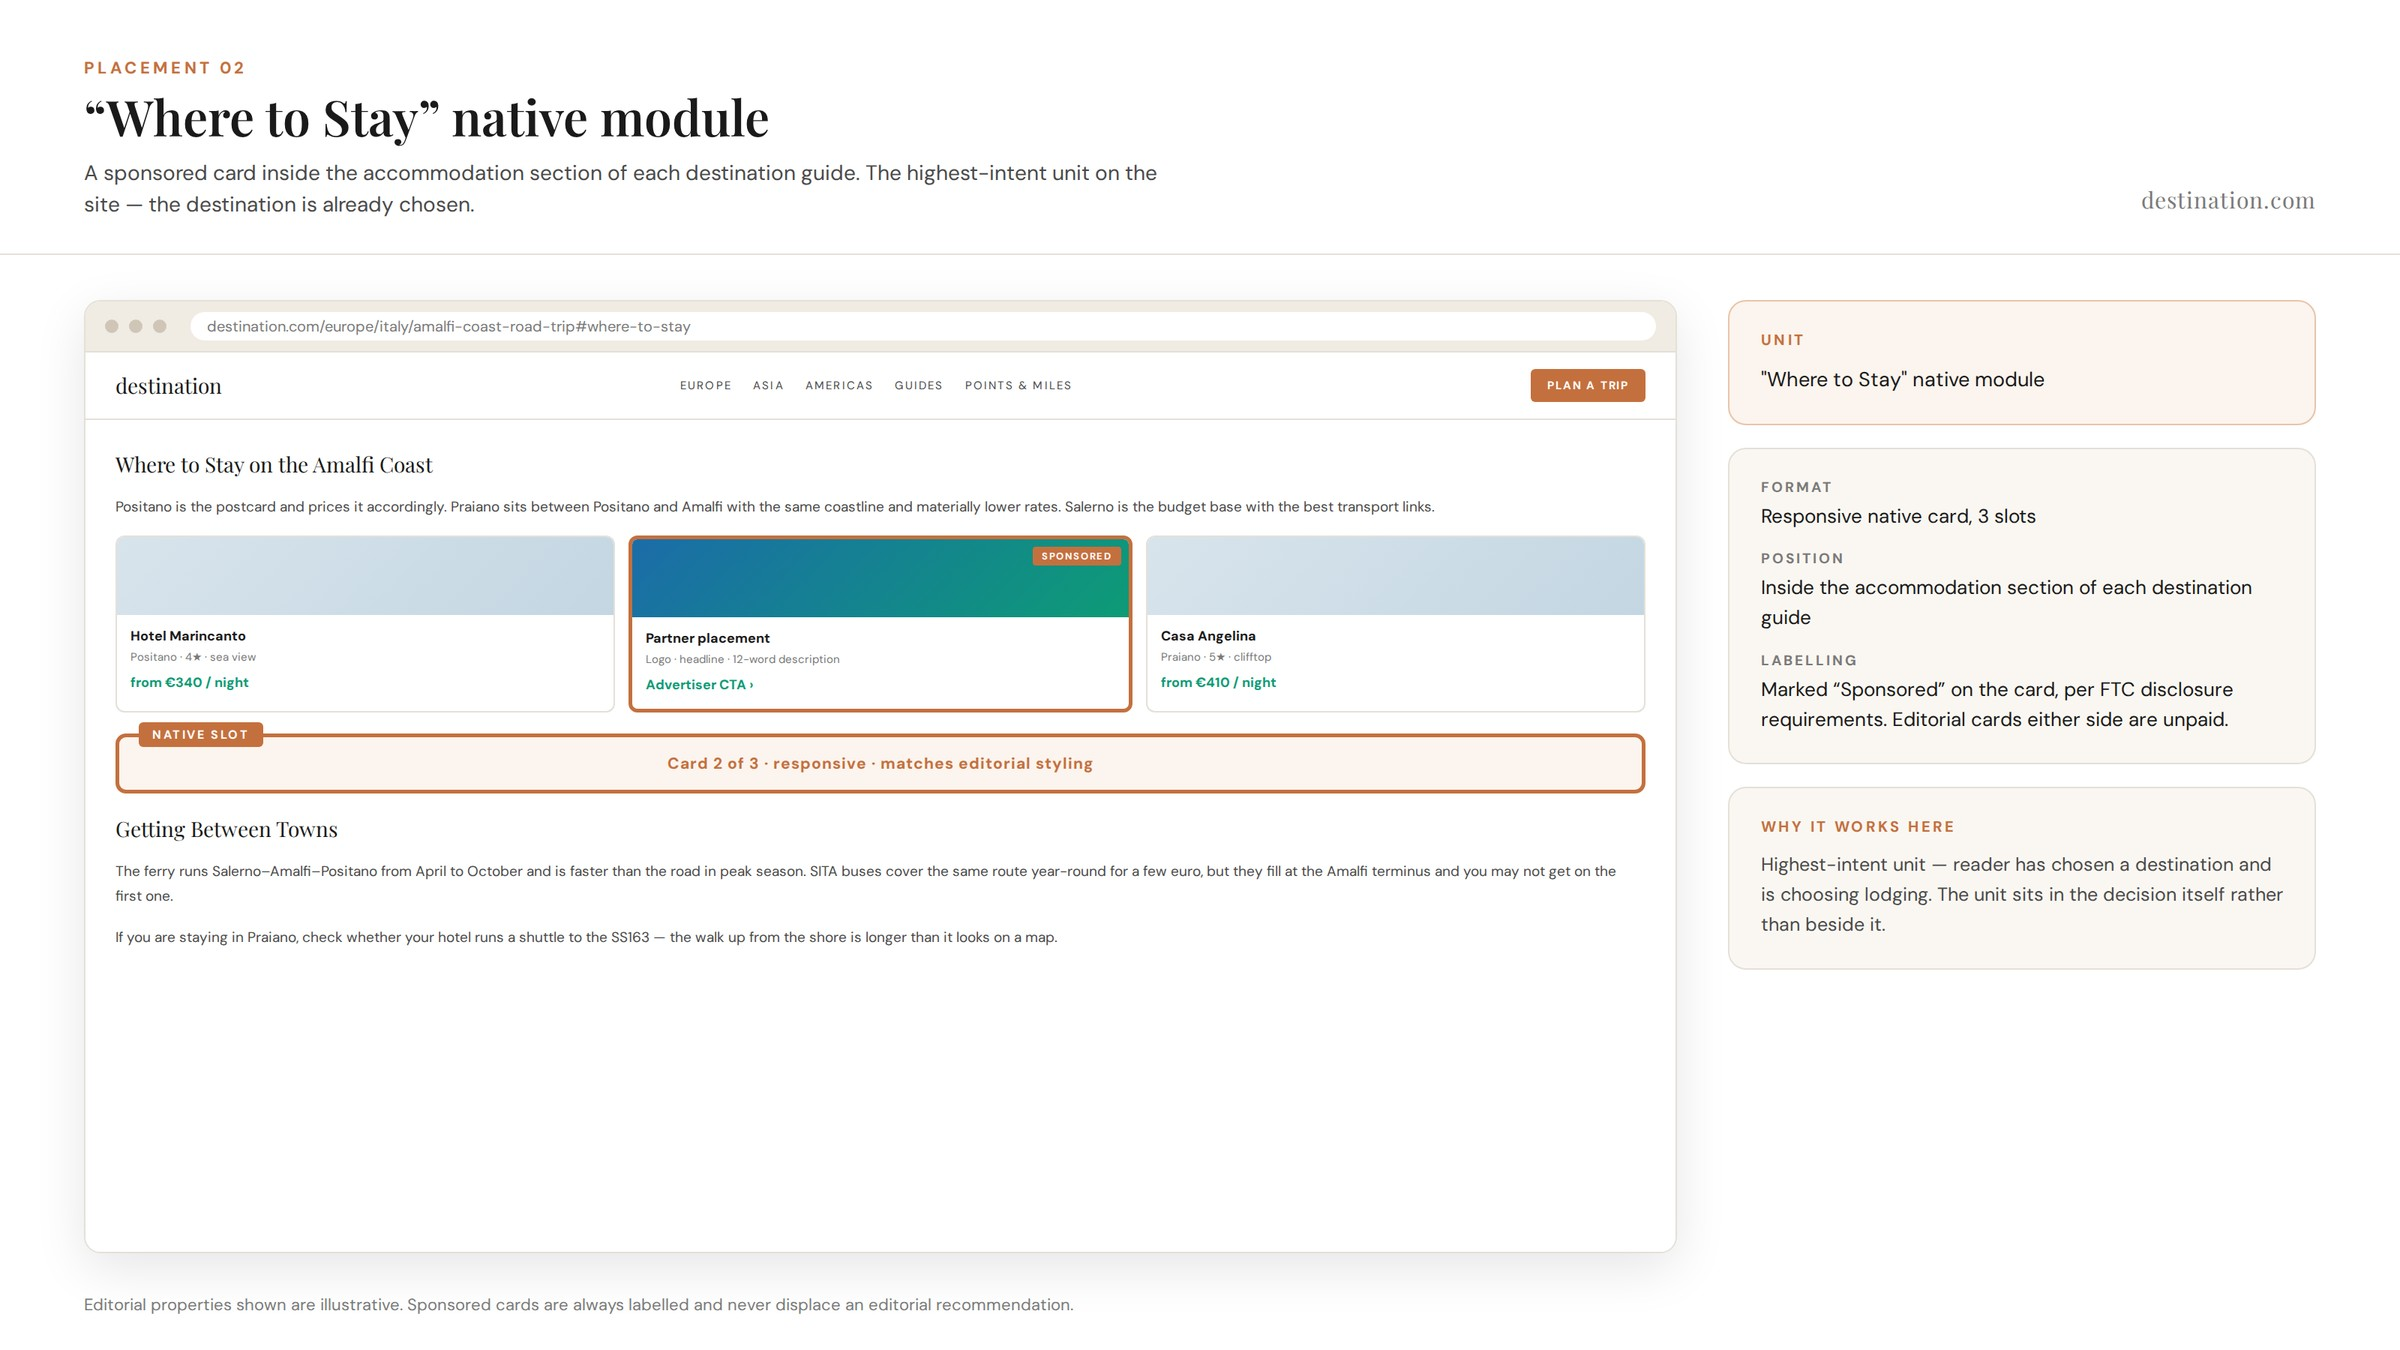 PLACEMENT 02
“Where to Stay” native module
A sponsored card inside the accommodation section of each destination guide. The highest-intent unit on the
site — the destination is already chosen.
destination.com
destination.com/europe/italy/amalfi-coast-road-trip#where-to-stay
destination
EUROPE ASIA AMERICAS GUIDES POINTS & MILES
PLAN A TRIP
Where to Stay on the Amalfi Coast
Positano is the postcard and prices it accordingly. Praiano sits between Positano and Amalfi with the same coastline and materially lower rates. Salerno is the budget base with the best transport links.
Hotel Marincanto
Positano · 4★ · sea view
from €340 / night
SPONSORED
Partner placement
Logo · headline · 12-word description
Advertiser CTA ›
Casa Angelina
Praiano · 5★ · clifftop
from €410 / night
NATIVE SLOT
Card 2 of 3 · responsive · matches editorial styling
Getting Between Towns
The ferry runs Salerno–Amalfi–Positano from April to October and is faster than the road in peak season. SITA buses cover the same route year-round for a few euro, but they fill at the Amalfi terminus and you may not get on the
first one.
If you are staying in Praiano, check whether your hotel runs a shuttle to the SS163 — the walk up from the shore is longer than it looks on a map.
UNIT
"Where to Stay" native module
FORMAT
Responsive native card, 3 slots
POSITION
Inside the accommodation section of each destination
guide
LABELLING
Marked “Sponsored” on the card, per FTC disclosure
requirements. Editorial cards either side are unpaid.
WHY IT WORKS HERE
Highest-intent unit — reader has chosen a destination and
is choosing lodging. The unit sits in the decision itself rather
than beside it.
Editorial properties shown are illustrative. Sponsored cards are always labelled and never displace an editorial recommendation.